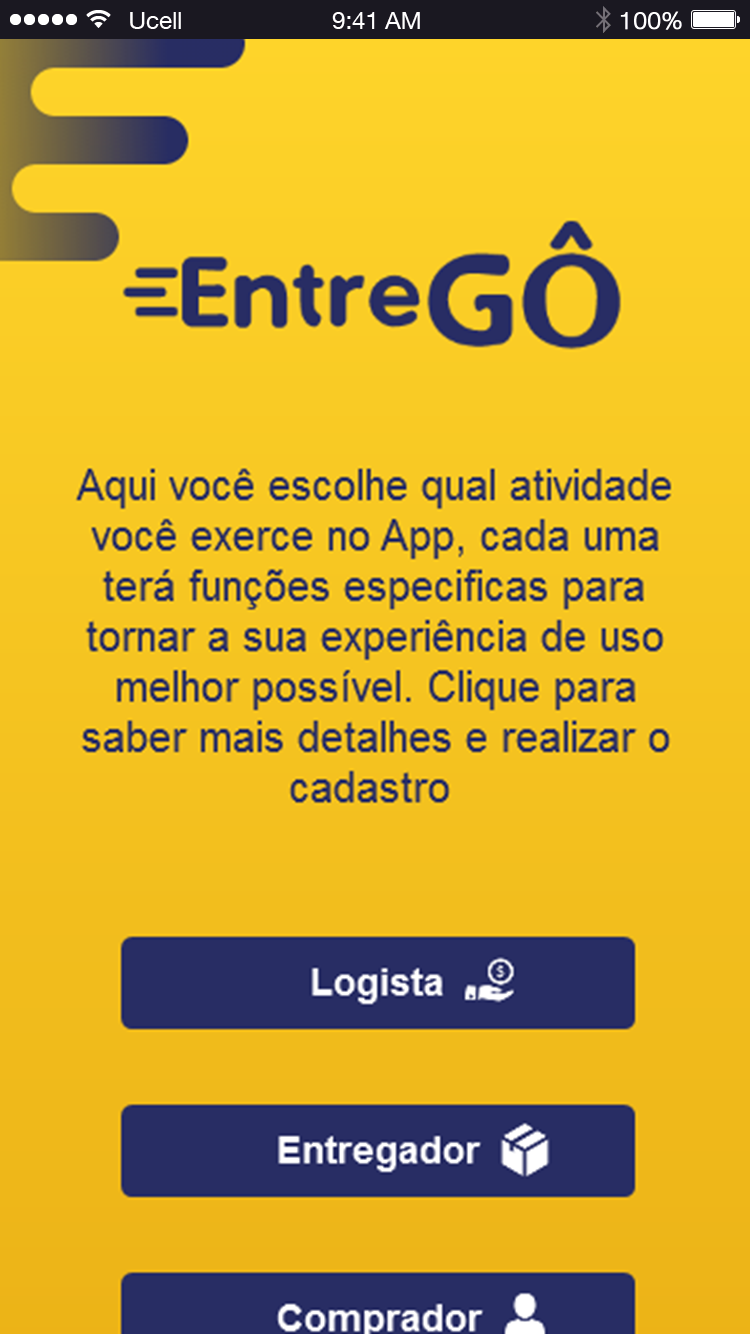 Ucell 9:41 AM 100%
EntreGÔ
Aqui você escolhe qual atividade
você exerce no App, cada uma
terá funções especificas para
tornar a sua experiência de uso
melhor possível. Clique para
saber mais detalhes e realizar o
cadastro
Logista
Entregador
Comprador